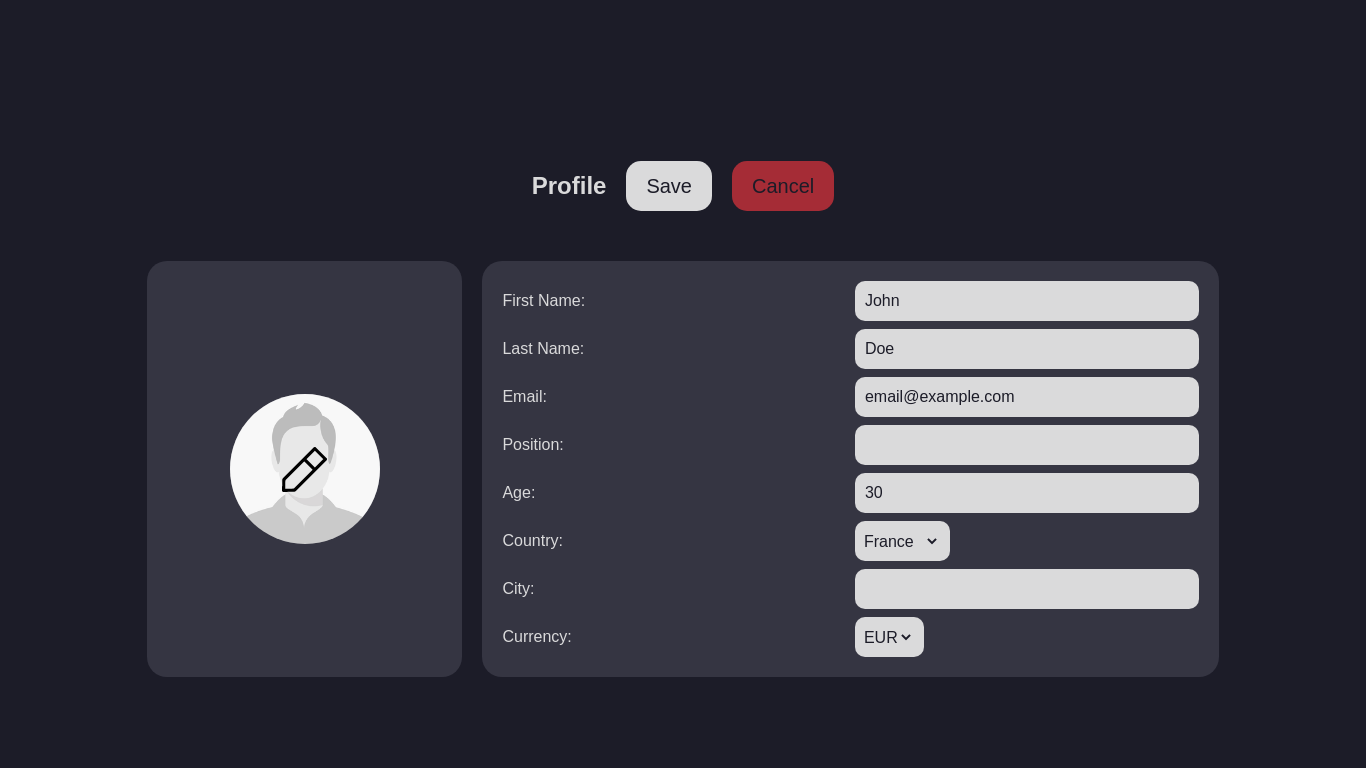 Profile Save Cancel
First Name: John
Last Name: Doe
Email: email@example.com
Position:
Age: 30
Country: France
City:
Currency: EUR